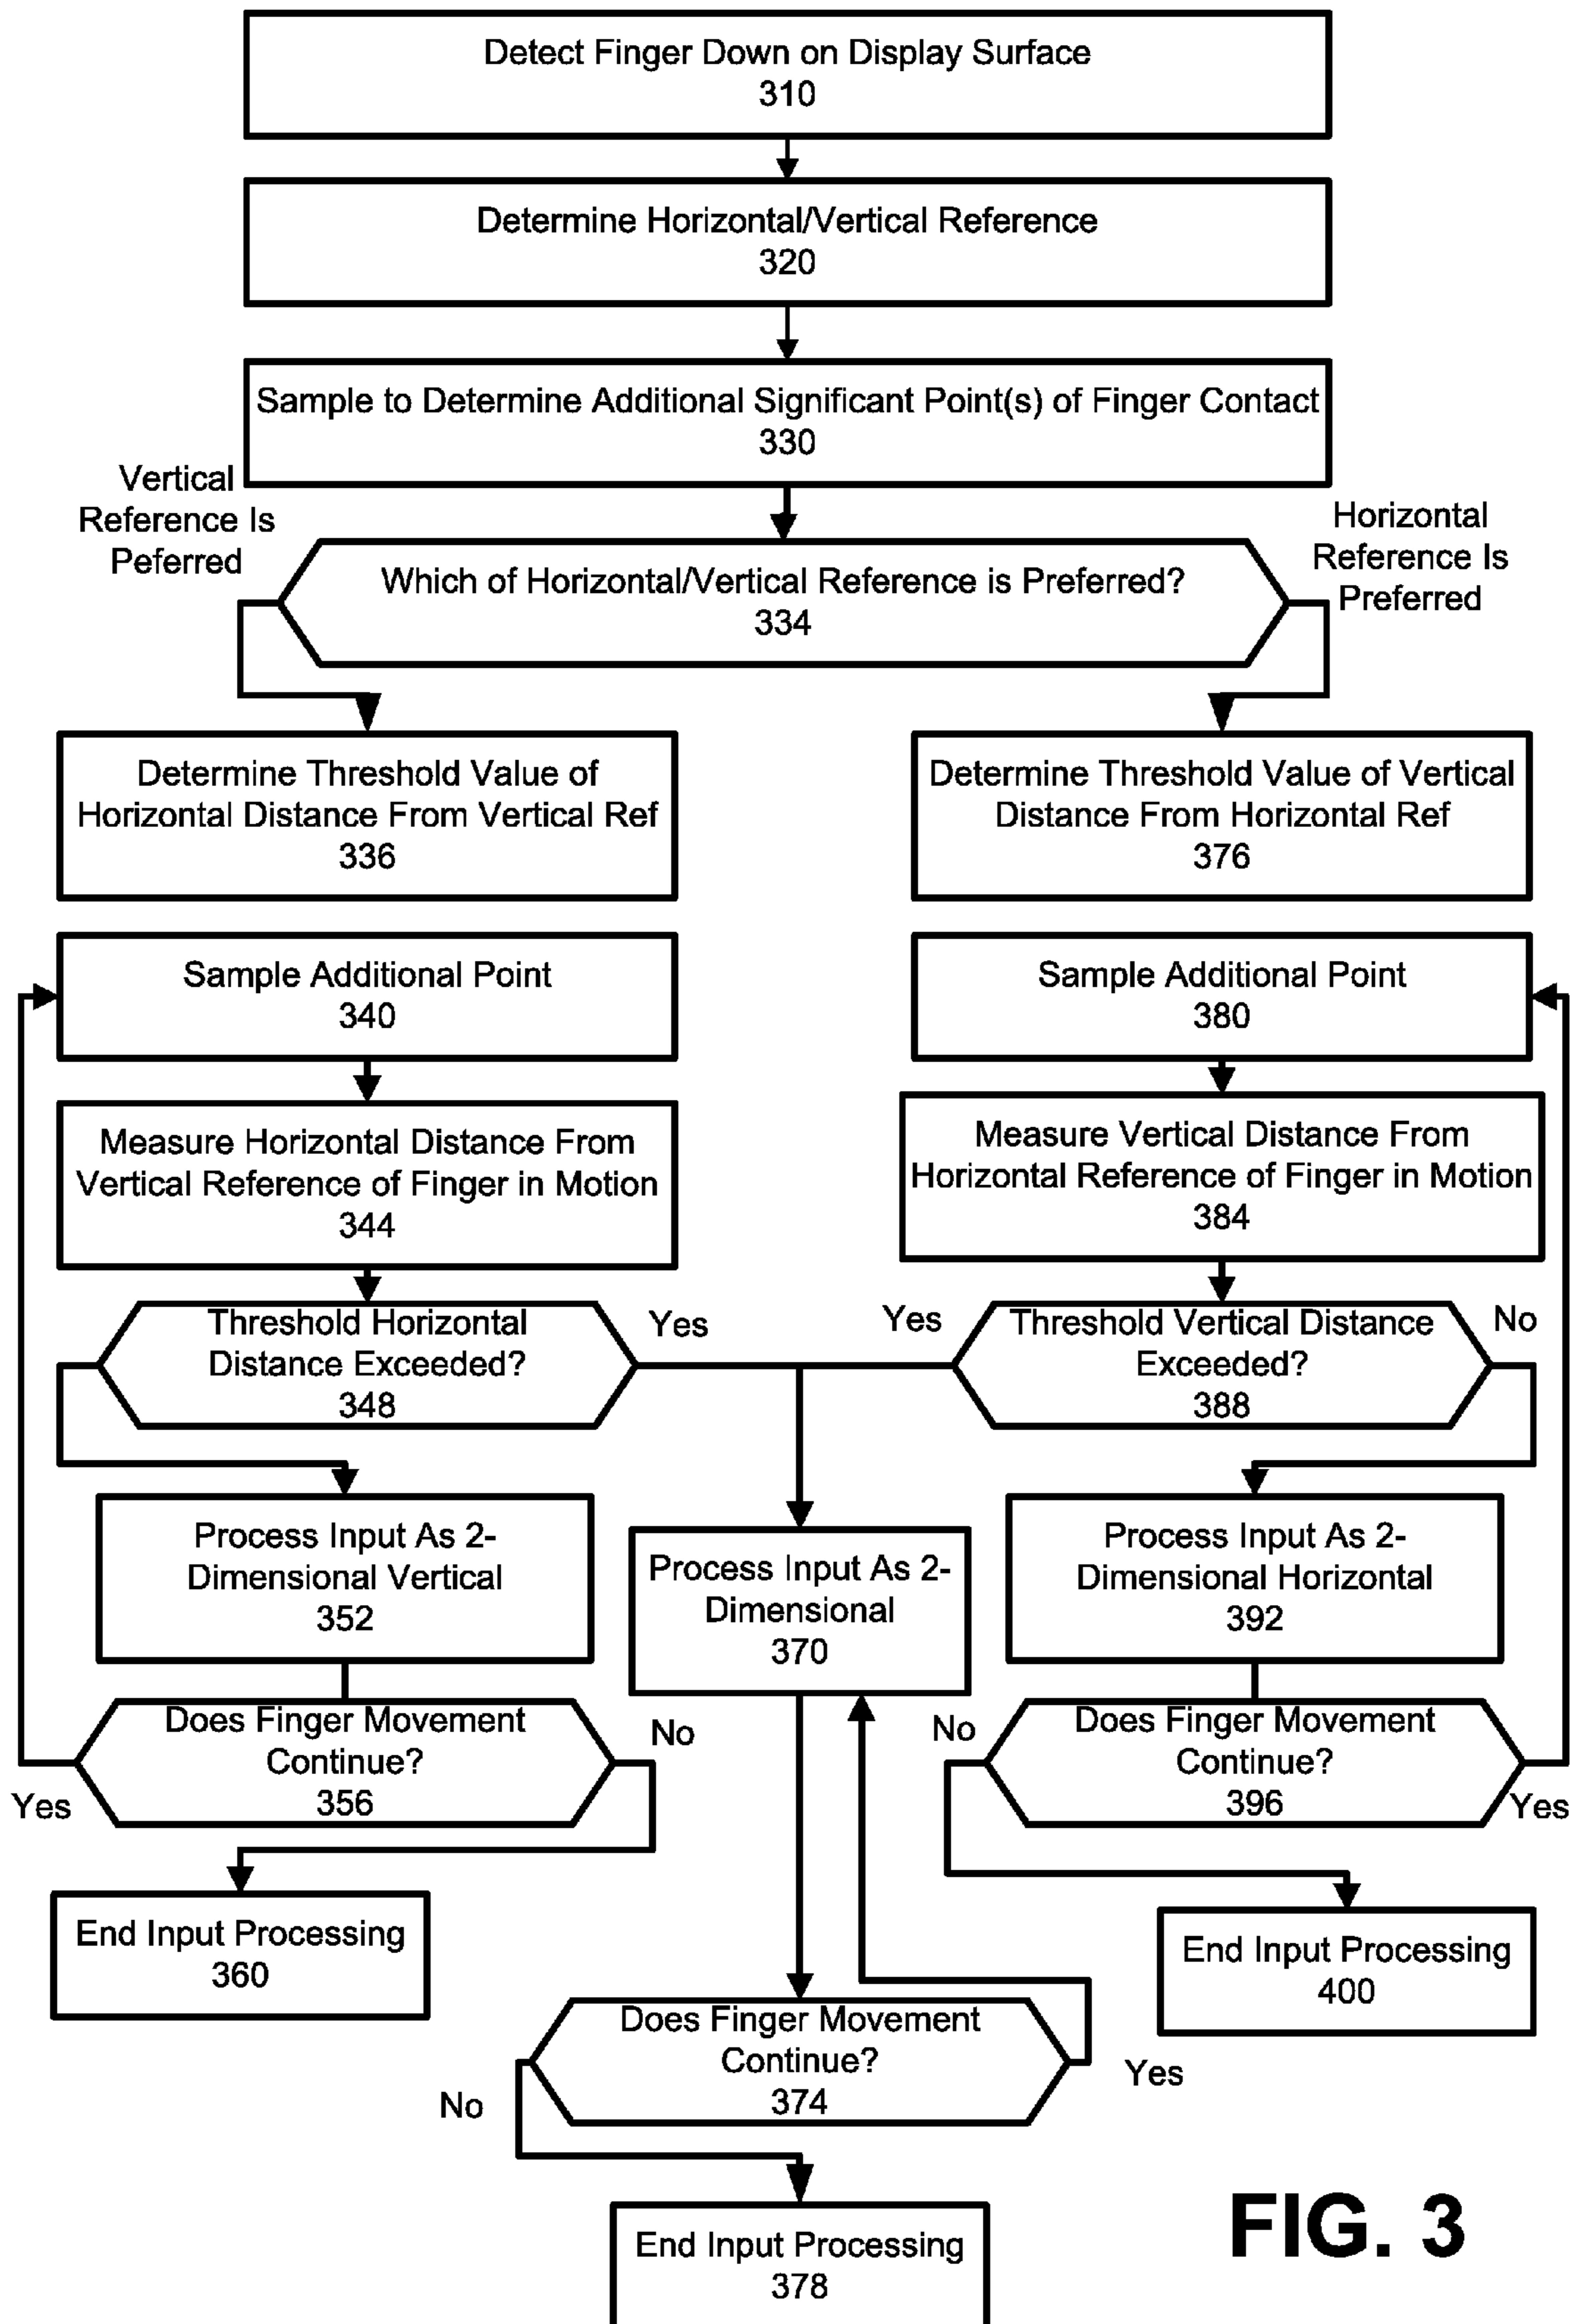 Detect Finger Down on Display Surface
310
Determine Horizontal/Vertical Reference
320
Sample to Determine Additional Significant Point(s) of Finger Contact
330
Vertical
Reference Is
Peferred
Horizontal
Reference Is
Preferred
Which of Horizontal/Vertical Reference is Preferred?
334
Determine Threshold Value of
Horizontal Distance From Vertical Ref
336
Determine Threshold Value of Vertical
Distance From Horizontal Ref
376
Sample Additional Point
340
Sample Additional Point
380
Measure Horizontal Distance From
Vertical Reference of Finger in Motion
344
Measure Vertical Distance From
Horizontal Reference of Finger in Motion
384
Threshold Horizontal
Distance Exceeded?
348
Yes
Yes
Threshold Vertical Distance
Exceeded?
388
No
Process Input As 2-
Dimensional Vertical
352
Process Input As 2-
Dimensional
370
Process Input As 2-
Dimensional Horizontal
392
Does Finger Movement
Continue?
356
Yes
No
No
Does Finger Movement
Continue?
396
Yes
End Input Processing
360
End Input Processing
400
Does Finger Movement
Continue?
374
Yes
No
End Input Processing
378
FIG. 3